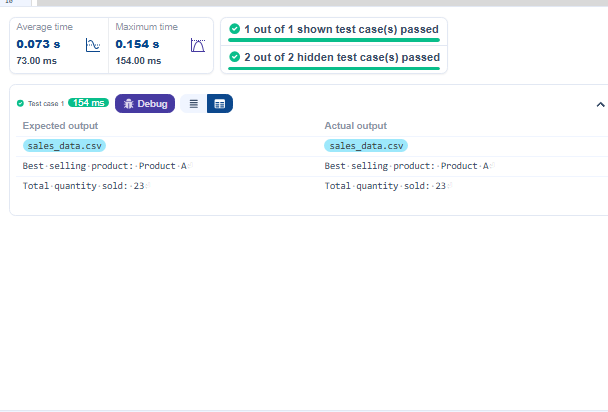 Average time
Maximum time
0.073 s
0.154 s
73.00 ms
154.00 ms
1 out of 1 shown test case(s) passed
2 out of 2 hidden test case(s) passed
Test case 1 154 ms Debug
Expected output
Actual output
sales_data.csv
sales_data.csv
Best·selling·product:·Product·A
Best·selling·product:·Product·A
Total·quantity·sold:·23
Total·quantity·sold:·23